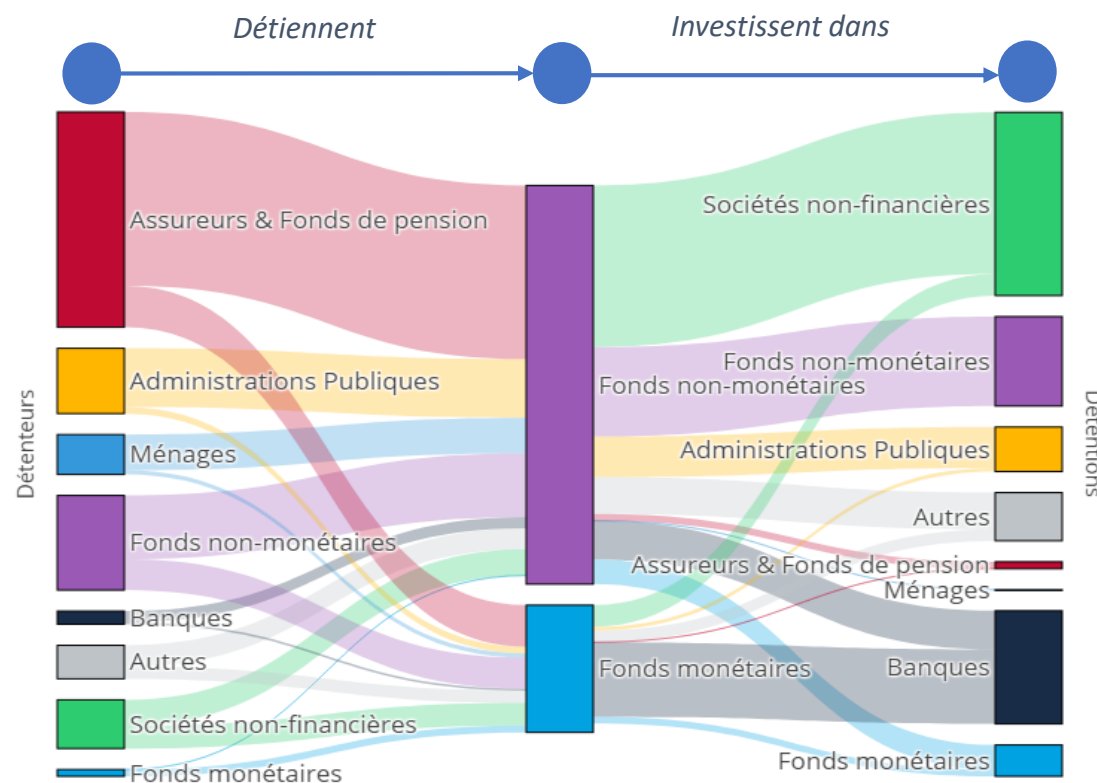 Détiennent
Investissent dans
Détenteurs
Assureurs & Fonds de pension
Administrations Publiques
Ménages
Fonds non-monétaires
Banques
Autres
Sociétés non-financières
Fonds monétaires
Fonds non-monétaires
Fonds monétaires
Sociétés non-financières
Fonds non-monétaires
Administrations Publiques
Autres
Assureurs & Fonds de pension
Ménages
Banques
Fonds monétaires
Détentions